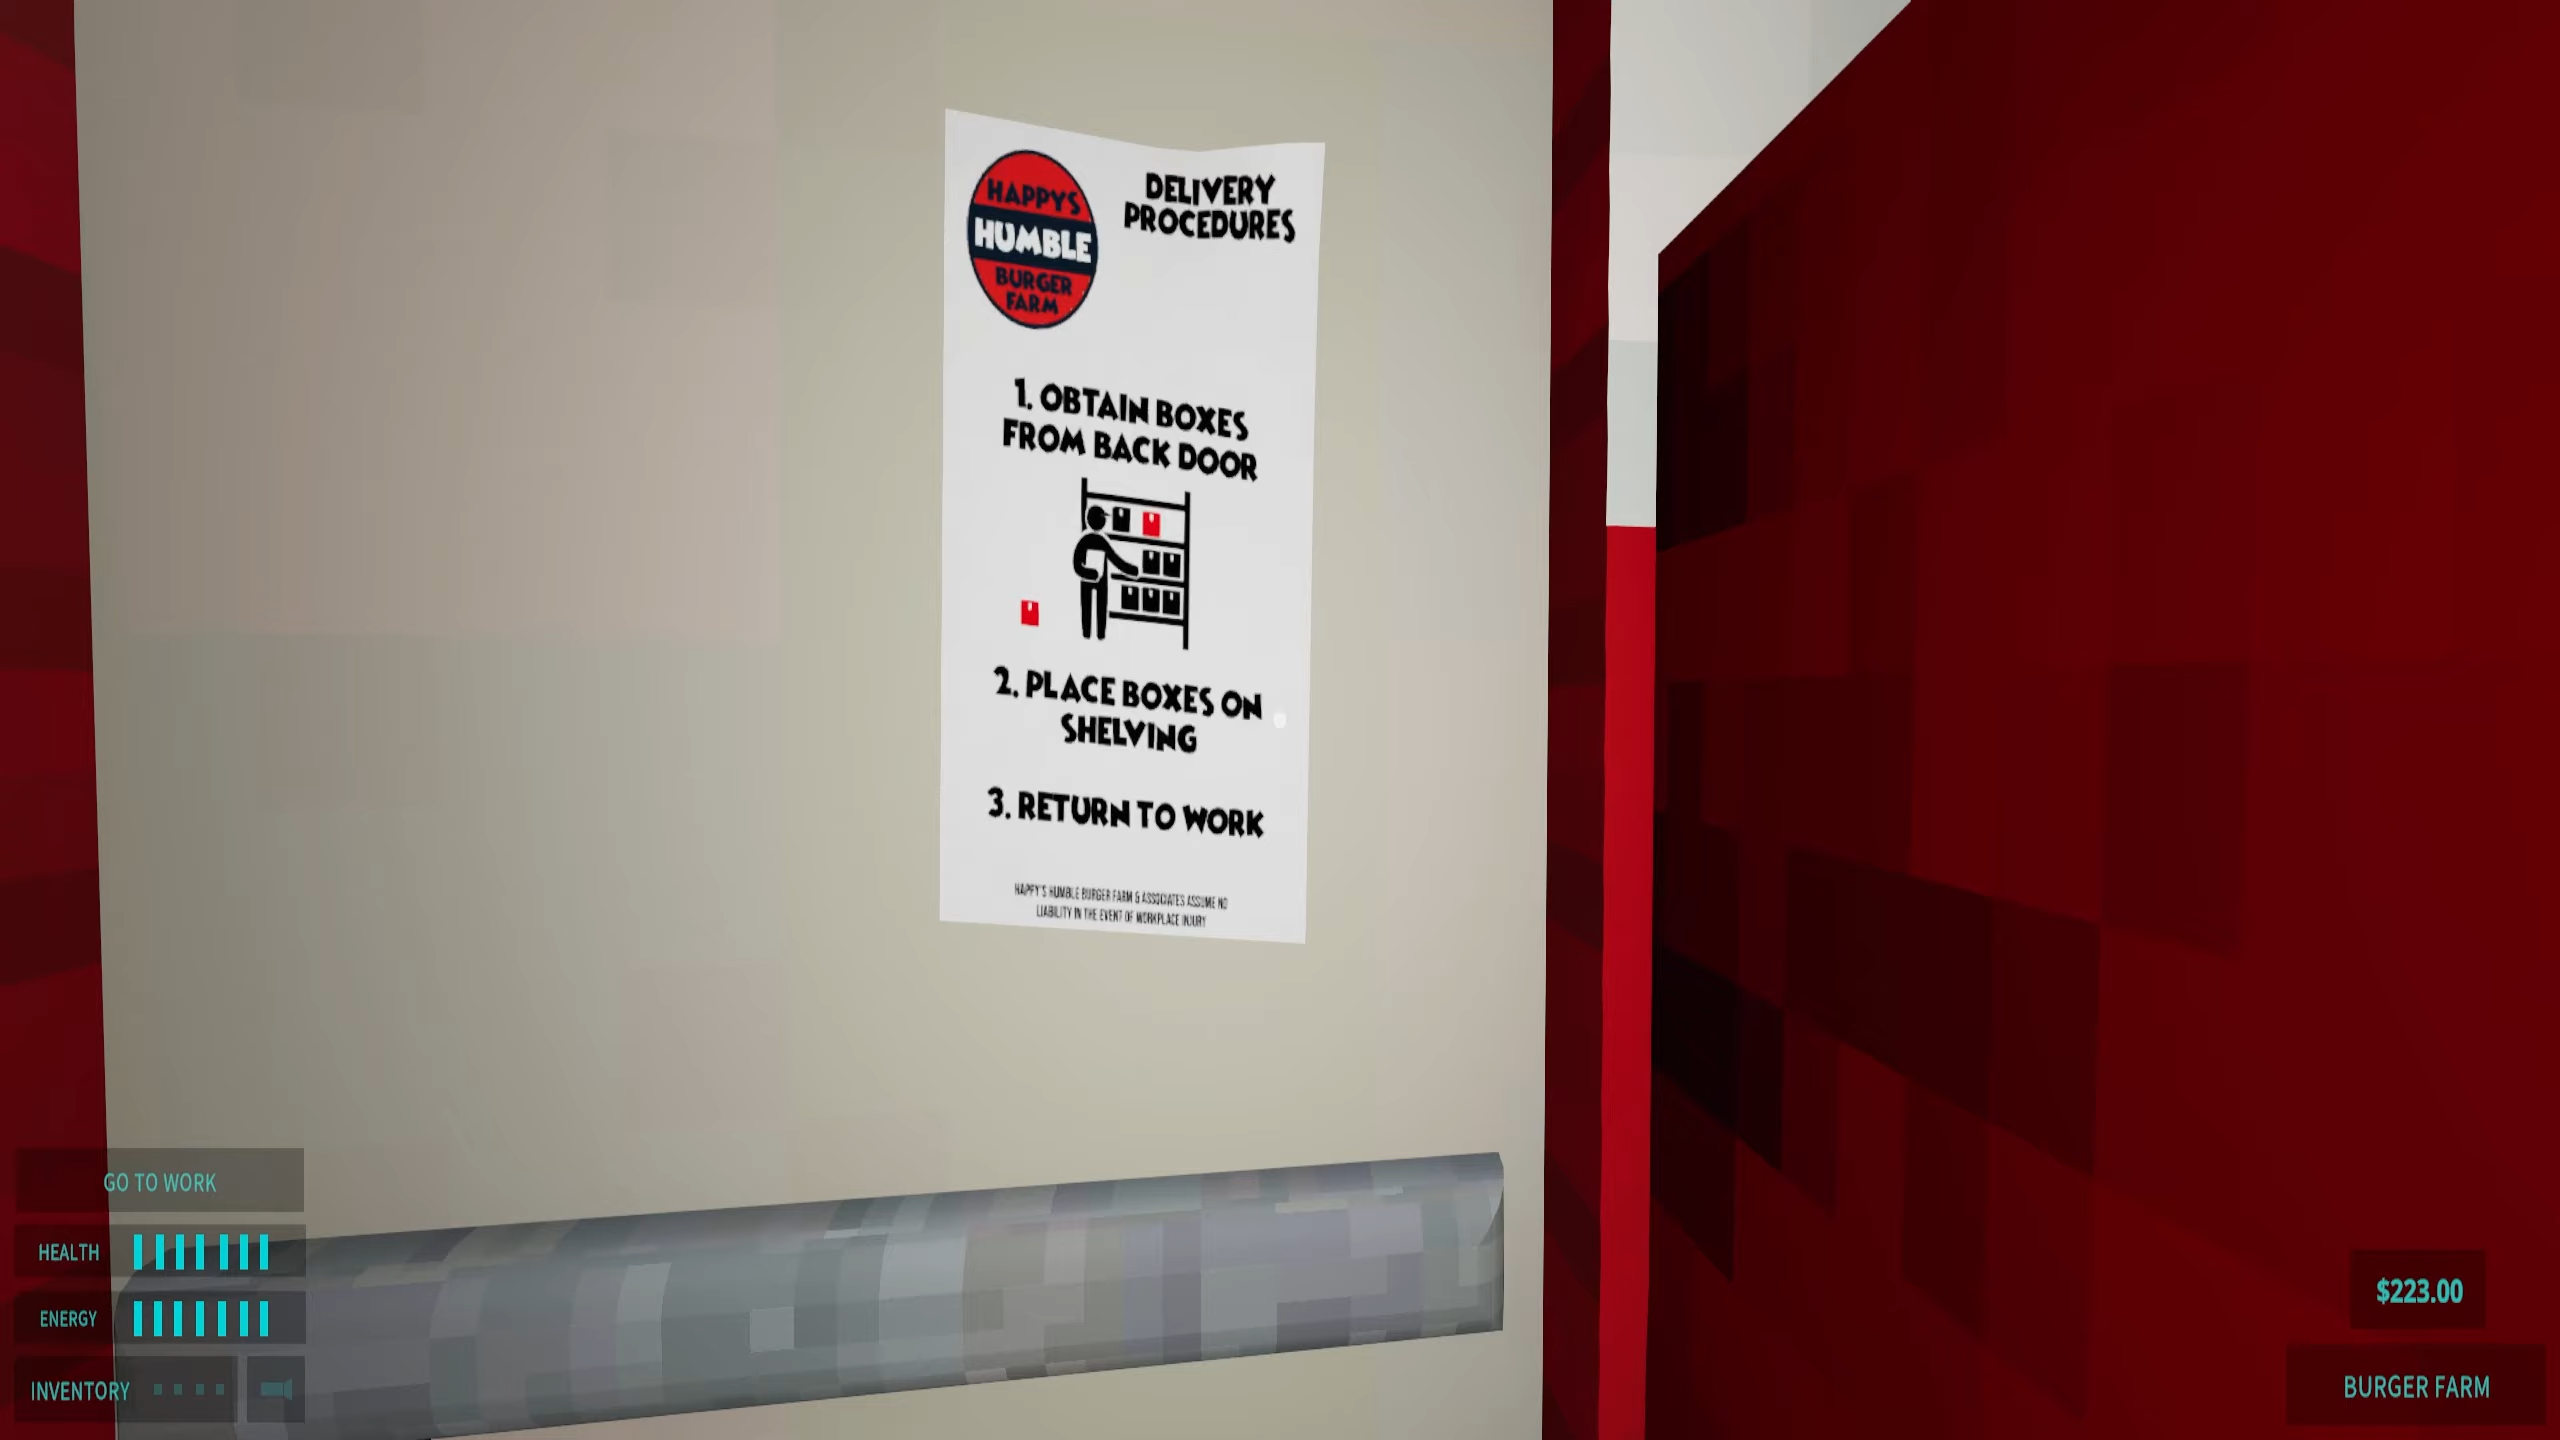 HAPPYS
HUMBLE
BURGER
FARM
DELIVERY
PROCEDURES
1. OBTAIN BOXES
FROM BACK DOOR
2. PLACE BOXES ON
SHELVING
3. RETURN TO WORK
HAPPY'S HUMBLE BURGER FARM & ASSOCIATES ASSUME NO
LIABILITY IN THE EVENT OF WORKPLACE INJURY
GO TO WORK
HEALTH
ENERGY
INVENTORY
$223.00
BURGER FARM